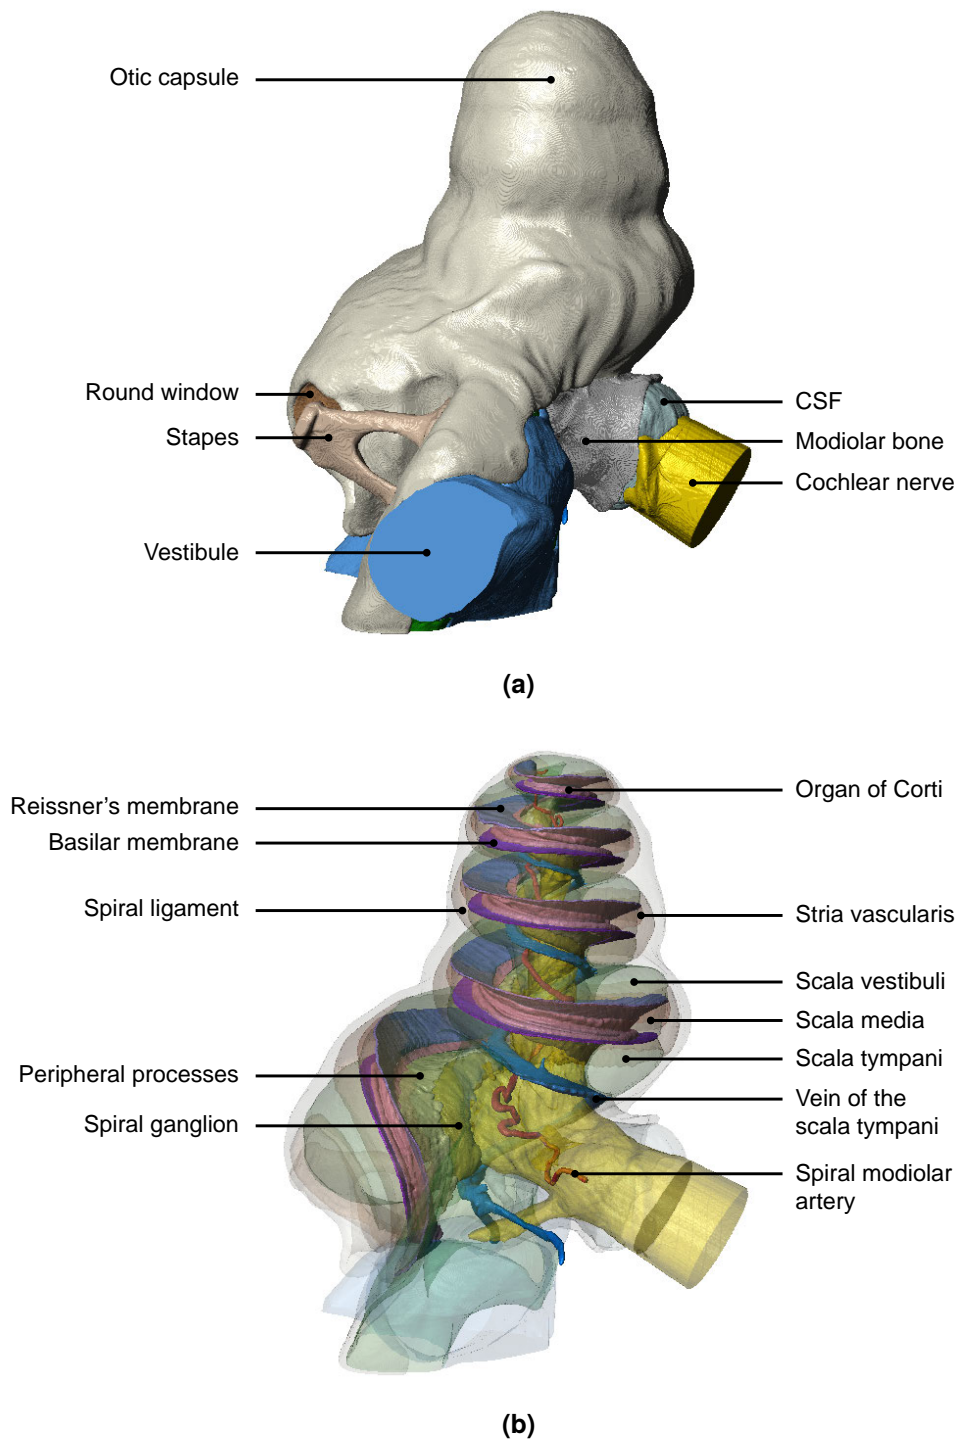 Otic capsule
Round window
Stapes
Vestibule
CSF
Modiolar bone
Cochlear nerve
(a)
Reissner’s membrane
Basilar membrane
Spiral ligament
Peripheral processes
Spiral ganglion
Organ of Corti
Stria vascularis
Scala vestibuli
Scala media
Scala tympani
Vein of the
scala tympani
Spiral modiolar
artery
(b)